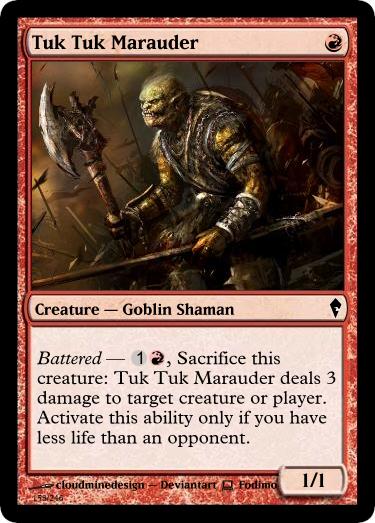 Tuk Tuk Marauder
Creature — Goblin Shaman
Battered — 1, Sacrifice this
creature: Tuk Tuk Marauder deals 3
damage to target creature or player.
Activate this ability only if you have
less life than an opponent.
cloudminedesign — Deviantart Fodimo
1/1